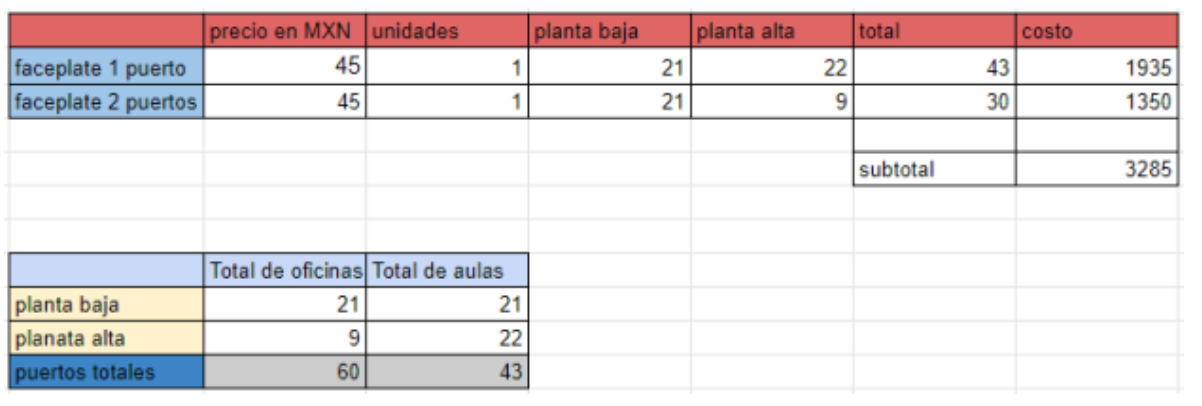 precio en MXN unidades planta baja planta alta total costo
faceplate 1 puerto 45 1 21 22 43 1935
faceplate 2 puertos 45 1 21 9 30 1350
subtotal 3285
Total de oficinas Total de aulas
planta baja 21 21
planata alta 9 22
puertos totales 60 43